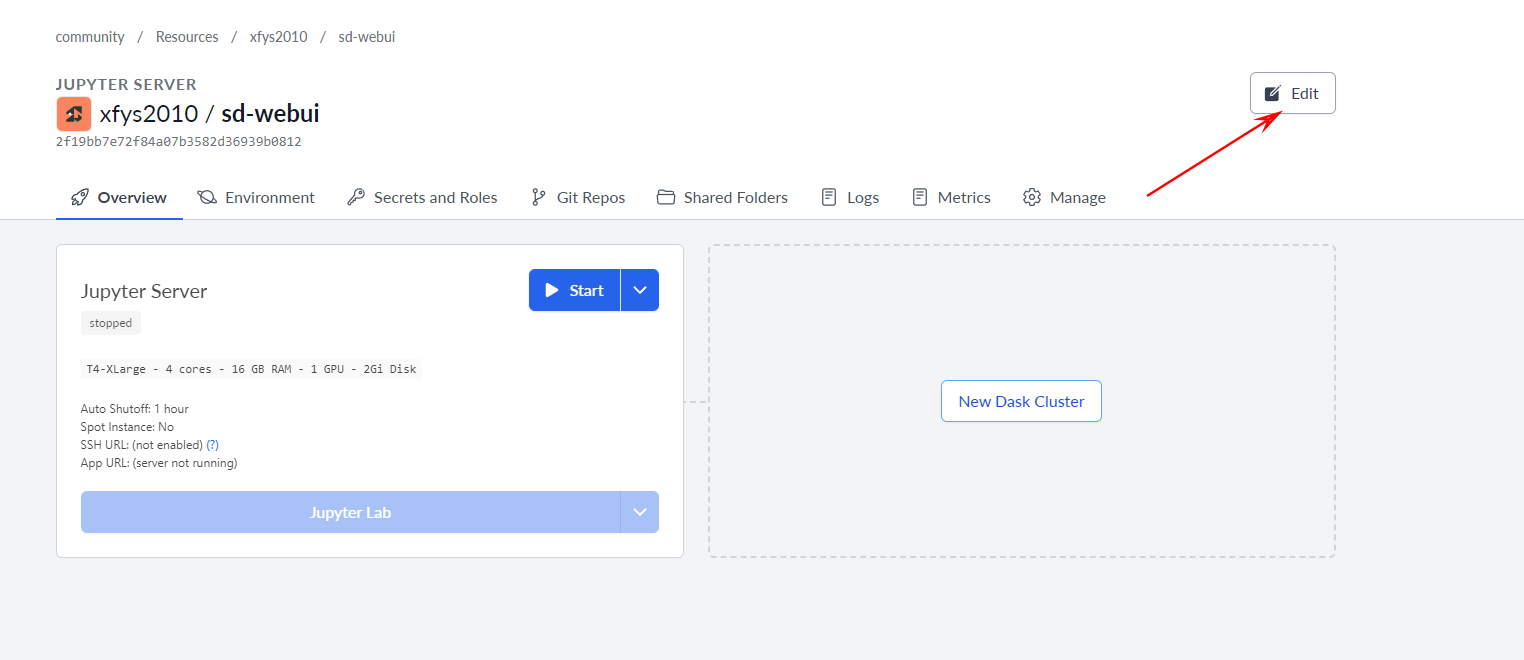 community / Resources / xfys2010 / sd-webui
JUPYTER SERVER
xfys2010 / sd-webui
2f19bb7e72f84a07b3582d36939b0812
Edit
Overview Environment Secrets and Roles Git Repos Shared Folders Logs Metrics Manage
Jupyter Server
Start
stopped
T4-XLarge - 4 cores - 16 GB RAM - 1 GPU - 2Gi Disk
New Dask Cluster
Auto Shutoff: 1 hour
Spot Instance: No
SSH URL: (not enabled) (?)
App URL: (server not running)
Jupyter Lab